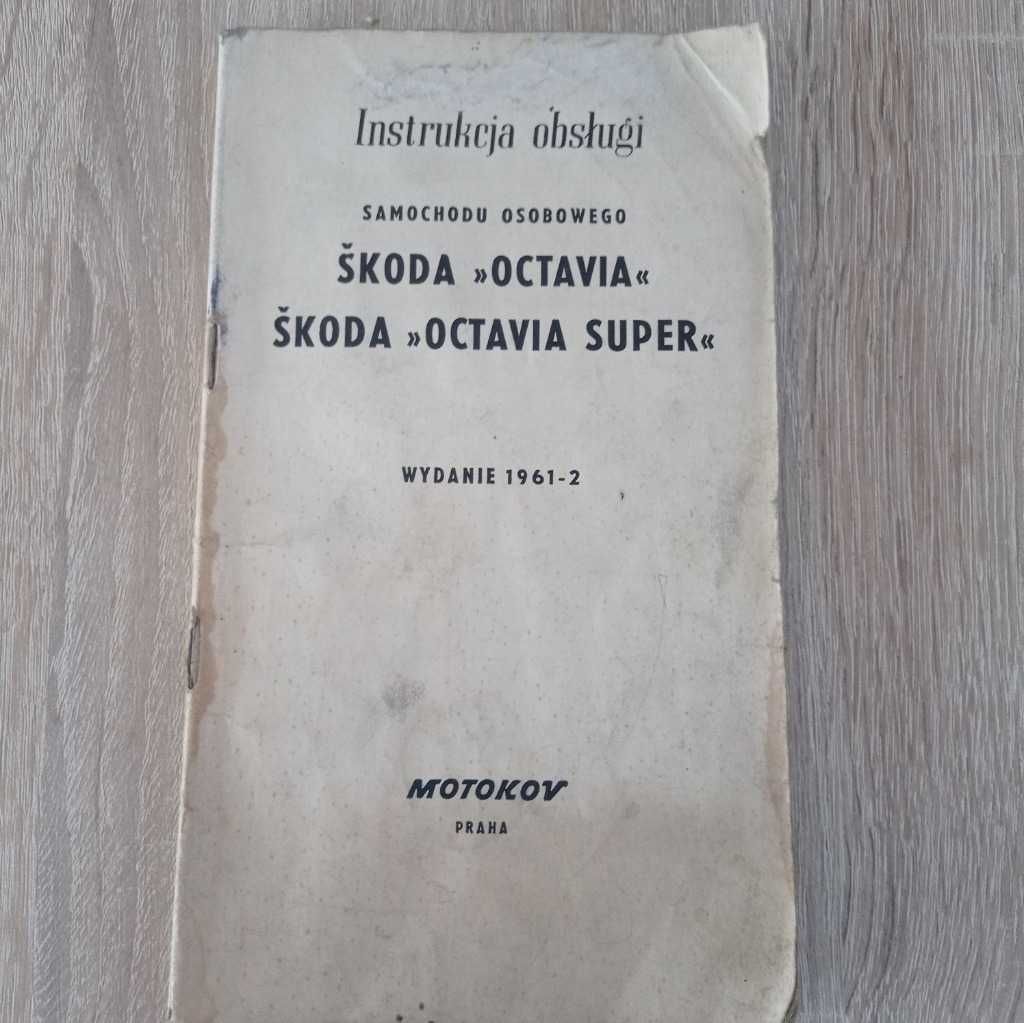 Instrukcja obsługi
SAMOCHODU OSOBOWEGO
ŠKODA »OCTAVIA«
ŠKODA »OCTAVIA SUPER«
WYDANIE 1961-2
MOTOKOV
PRAHA